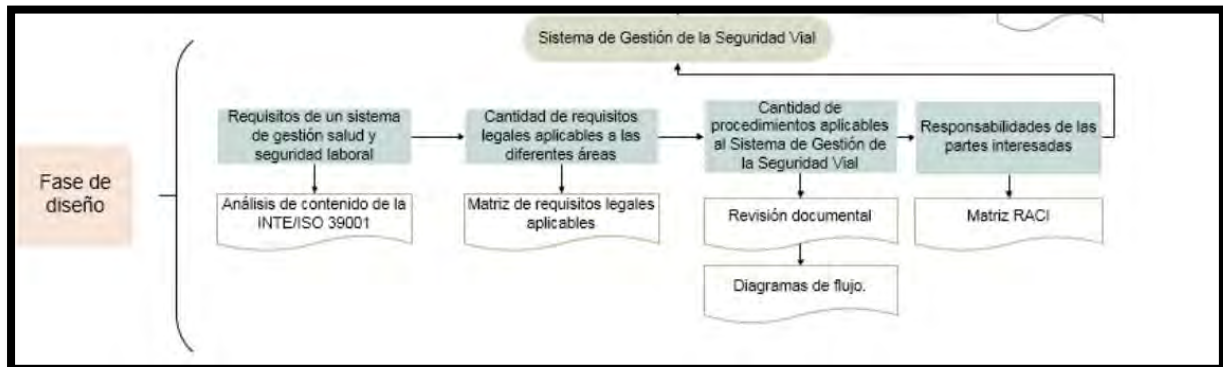 Sistema de Gestión de la Seguridad Vial
Requisitos de un sistema
de gestión salud y
seguridad laboral
Cantidad de requisitos
legales aplicables a las
diferentes áreas
Cantidad de
procedimientos aplicables
al Sistema de Gestión de
la Seguridad Vial
Responsabilidades de las
partes interesadas
Fase de
diseño
Análisis de contenido de la
INTE/ISO 39001
Matriz de requisitos legales
aplicables
Revisión documental
Matriz RACI
Diagramas de flujo.